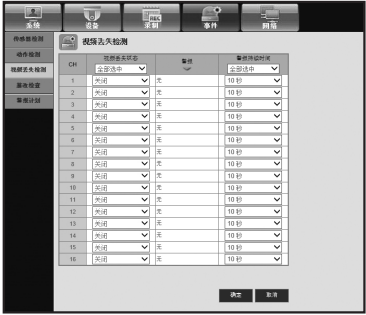 系统 设备 录制 事件 网络
传感器检测
动作检测
视频丢失检测
篡改检查
警报计划
视频丢失检测
CH 视频丢失状态 警报 警报持续时间
全部选中 全部选中
1 关闭 无 10 秒
2 关闭 无 10 秒
3 关闭 无 10 秒
4 关闭 无 10 秒
5 关闭 无 10 秒
6 关闭 无 10 秒
7 关闭 无 10 秒
8 关闭 无 10 秒
9 关闭 无 10 秒
10 关闭 无 10 秒
11 关闭 无 10 秒
12 关闭 无 10 秒
13 关闭 无 10 秒
14 关闭 无 10 秒
15 关闭 无 10 秒
16 关闭 无 10 秒
确定 取消